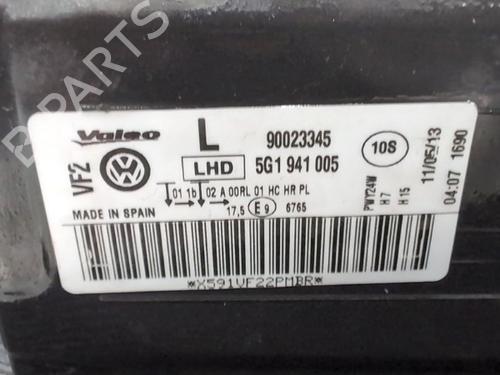 B PARTS
Valeo L 90023345
VF2 LHD 5G1 941 005 10S
01 1b 02 A 00RL 01 HC HR PL
17,5 E9 6765
MADE IN SPAIN
PWY24W
H7
H15
11/05/13
04:07 1690
*X591VF22PMBR*